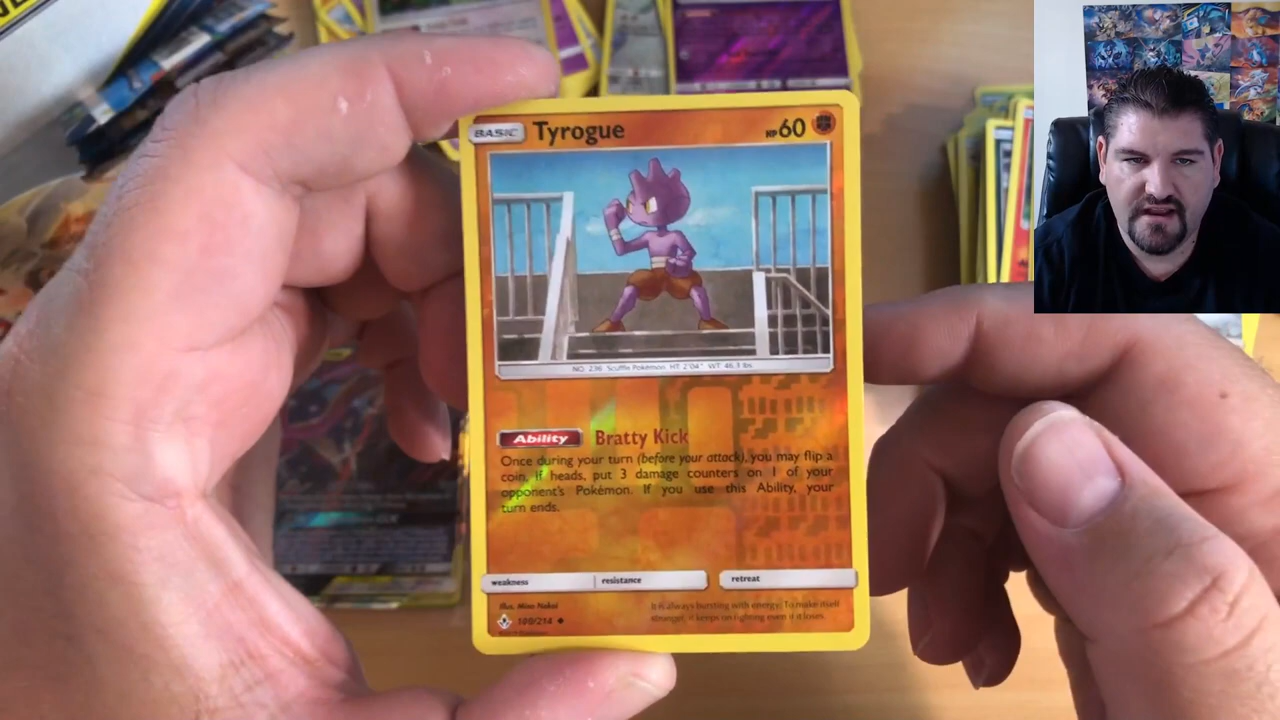 BASIC Tyrogue HP 60
NO. 236 Scuffle Pokémon HT: 2'04" WT: 46.3 lbs.
Ability Bratty Kick
Once during your turn (before your attack), you may flip a
coin. If heads, put 3 damage counters on 1 of your
opponent's Pokémon. If you use this Ability, your
turn ends.
weakness resistance retreat
Illus. Mino Nakai
It is always bursting with energy. To make itself
stronger, it keeps on fighting even if it loses.
100/214